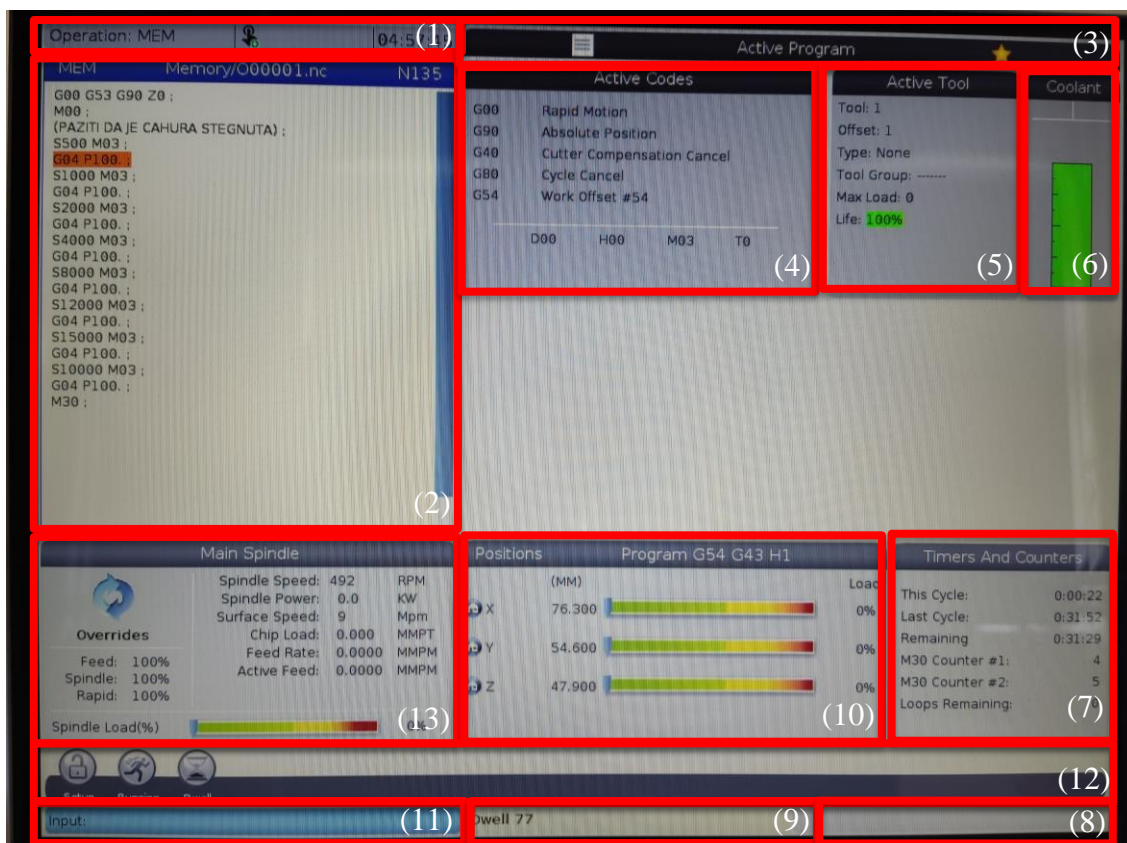 Operation: MEM
(1)
MEM Memory/O00001.nc N135
G00 G53 G90 Z0 ;
M00 ;
(PAZITI DA JE CAHURA STEGNUTA) ;
S500 M03 ;
G04 P100. ;
S1000 M03 ;
G04 P100. ;
S2000 M03 ;
G04 P100. ;
S4000 M03 ;
G04 P100. ;
S8000 M03 ;
G04 P100. ;
S12000 M03 ;
G04 P100. ;
S15000 M03 ;
G04 P100. ;
S10000 M03 ;
G04 P100. ;
M30 ;
(2)
Active Program
(3)
Active Codes
G00 Rapid Motion
G90 Absolute Position
G40 Cutter Compensation Cancel
G80 Cycle Cancel
G54 Work Offset #54
D00 H00 M03 T0
(4)
Active Tool
Tool: 1
Offset: 1
Type: None
Tool Group: ------
Max Load: 0
Life: 100%
(5)
Coolant
(6)
Main Spindle
Overrides
Feed: 100%
Spindle: 100%
Rapid: 100%
Spindle Speed: 492 RPM
Spindle Power: 0.0 KW
Surface Speed: 9 Mpm
Chip Load: 0.000 MMPT
Feed Rate: 0.0000 MMPM
Active Feed: 0.0000 MMPM
Spindle Load(%) 0%
(13)
Positions Program G54 G43 H1
(MM) Load
X 76.300 0%
Y 54.600 0%
Z 47.900 0%
(10)
Timers And Counters
This Cycle: 0:00:22
Last Cycle: 0:31:52
Remaining 0:31:29
M30 Counter #1: 4
M30 Counter #2: 5
Loops Remaining:
(7)
Setup Running Dwell
(12)
Input:
(11)
Dwell 77
(9)
(8)